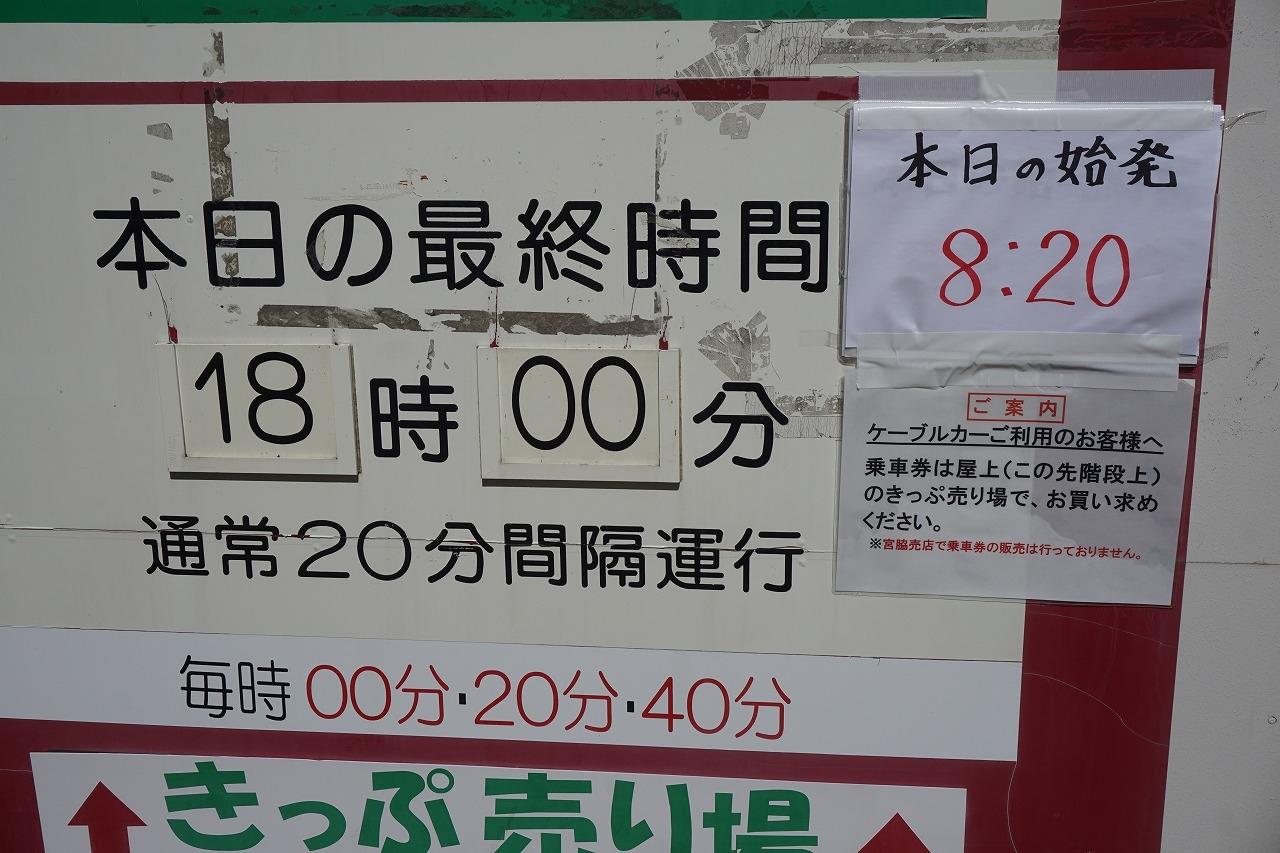 本日の最終時間
18時00分
通常20分間隔運行
毎時00分・20分・40分
きっぷ売り場
本日の始発
8:20
ご案内
ケーブルカーご利用のお客様へ
乗車券は屋上(この先階段上)
のきっぷ売り場で、お買い求め
ください。
※宮脇売店で乗車券の販売は行っておりません。